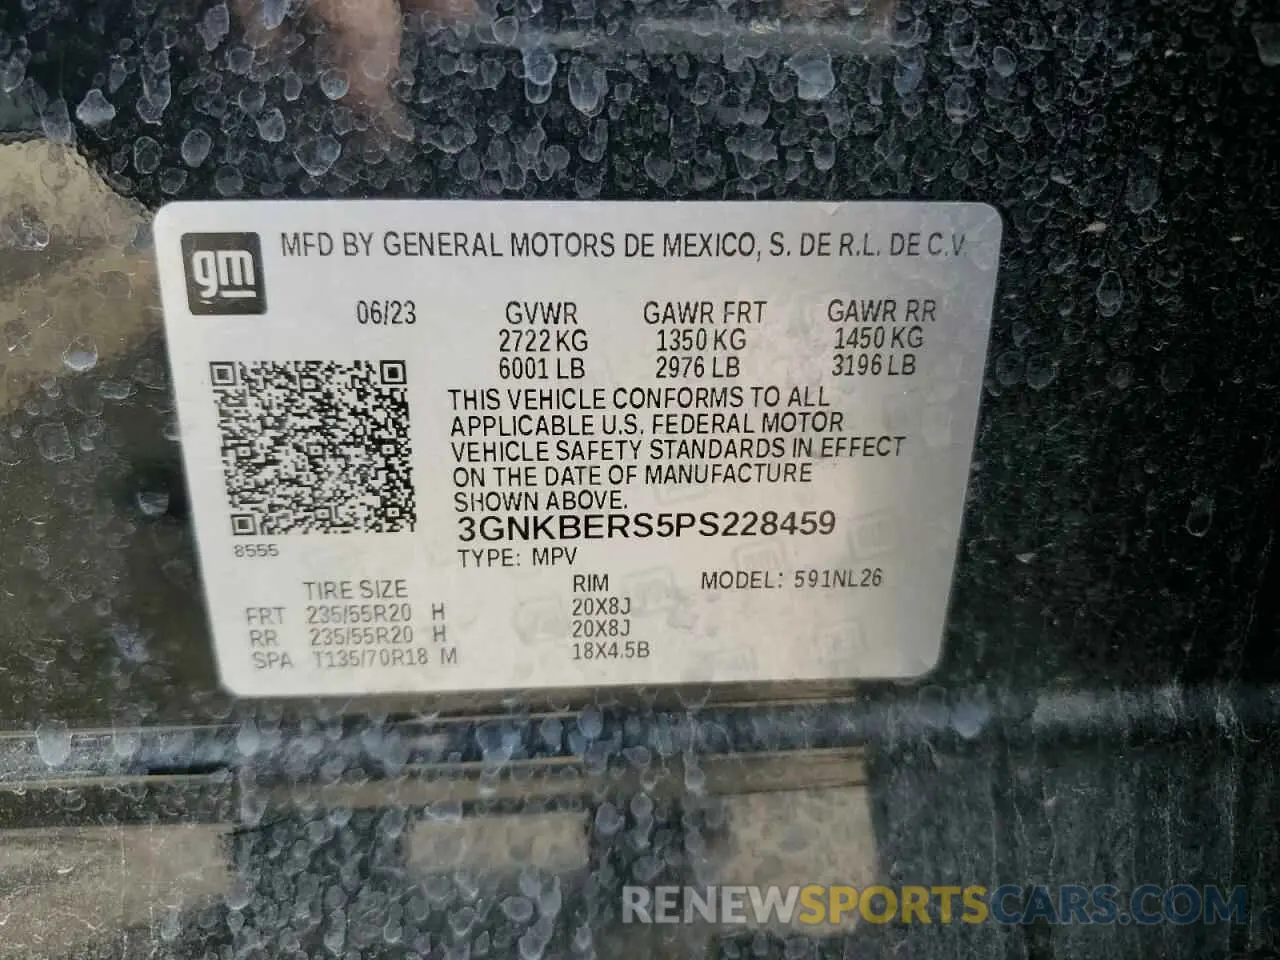 gm
MFD BY GENERAL MOTORS DE MEXICO, S. DE R.L. DE C.V.
06/23 GVWR GAWR FRT GAWR RR
2722 KG 1350 KG 1450 KG
6001 LB 2976 LB 3196 LB
THIS VEHICLE CONFORMS TO ALL
APPLICABLE U.S. FEDERAL MOTOR
VEHICLE SAFETY STANDARDS IN EFFECT
ON THE DATE OF MANUFACTURE
SHOWN ABOVE.
3GNKBERS5PS228459
8555
TYPE: MPV
TIRE SIZE RIM MODEL: 591NL26
FRT 235/55R20 H 20X8J
RR 235/55R20 H 20X8J
SPA T135/70R18 M 18X4.5B
RENEWSPORTSCARS.COM